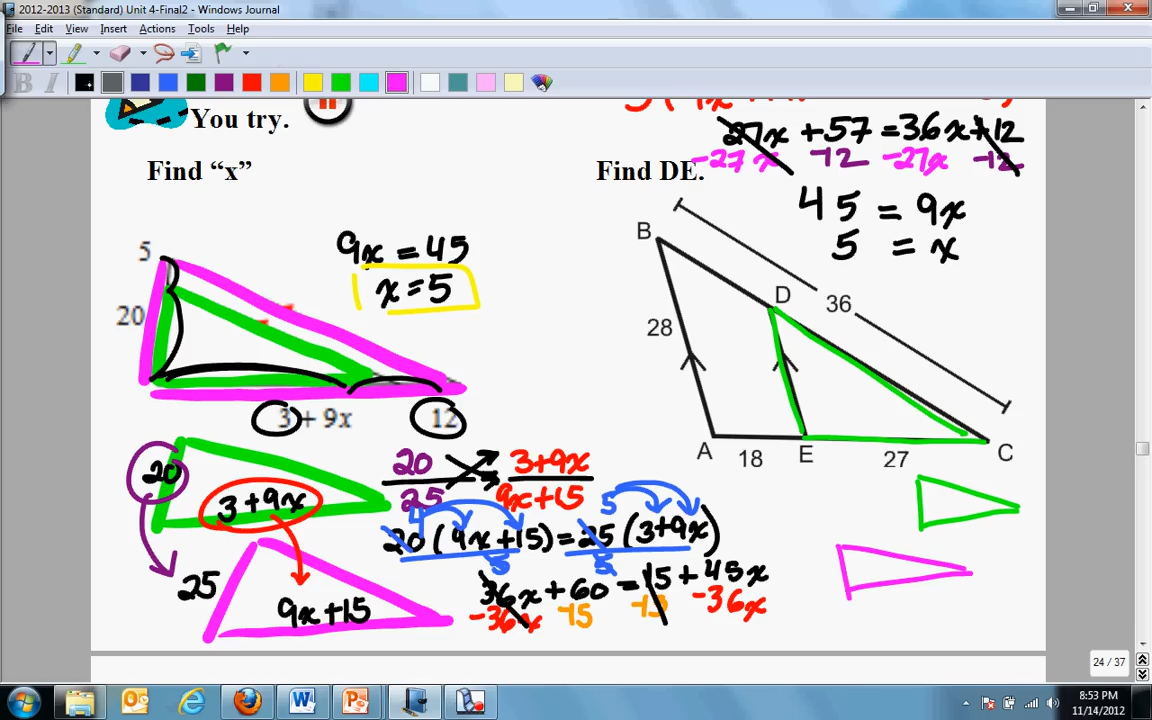 2012-2013 (Standard) Unit 4-Final2 - Windows Journal
File Edit View Insert Actions Tools Help
B I
You try.
27x + 57 = 36x + 12
-27x -12 -27x -12
Find “x”
Find DE.
45 = 9x
5 = x
5
9x = 45
x = 5
20
3 + 9x
12
B
D
36
28
A
18
E
27
C
20
3 + 9x
25
9x + 15
20 3+9x
25 9x+15
4 5
20(9x+15) = 25(3+9x)
5 5
36x + 60 = 15 + 45x
-36x -15 -15 -36x
24 / 37
8:53 PM
11/14/2012